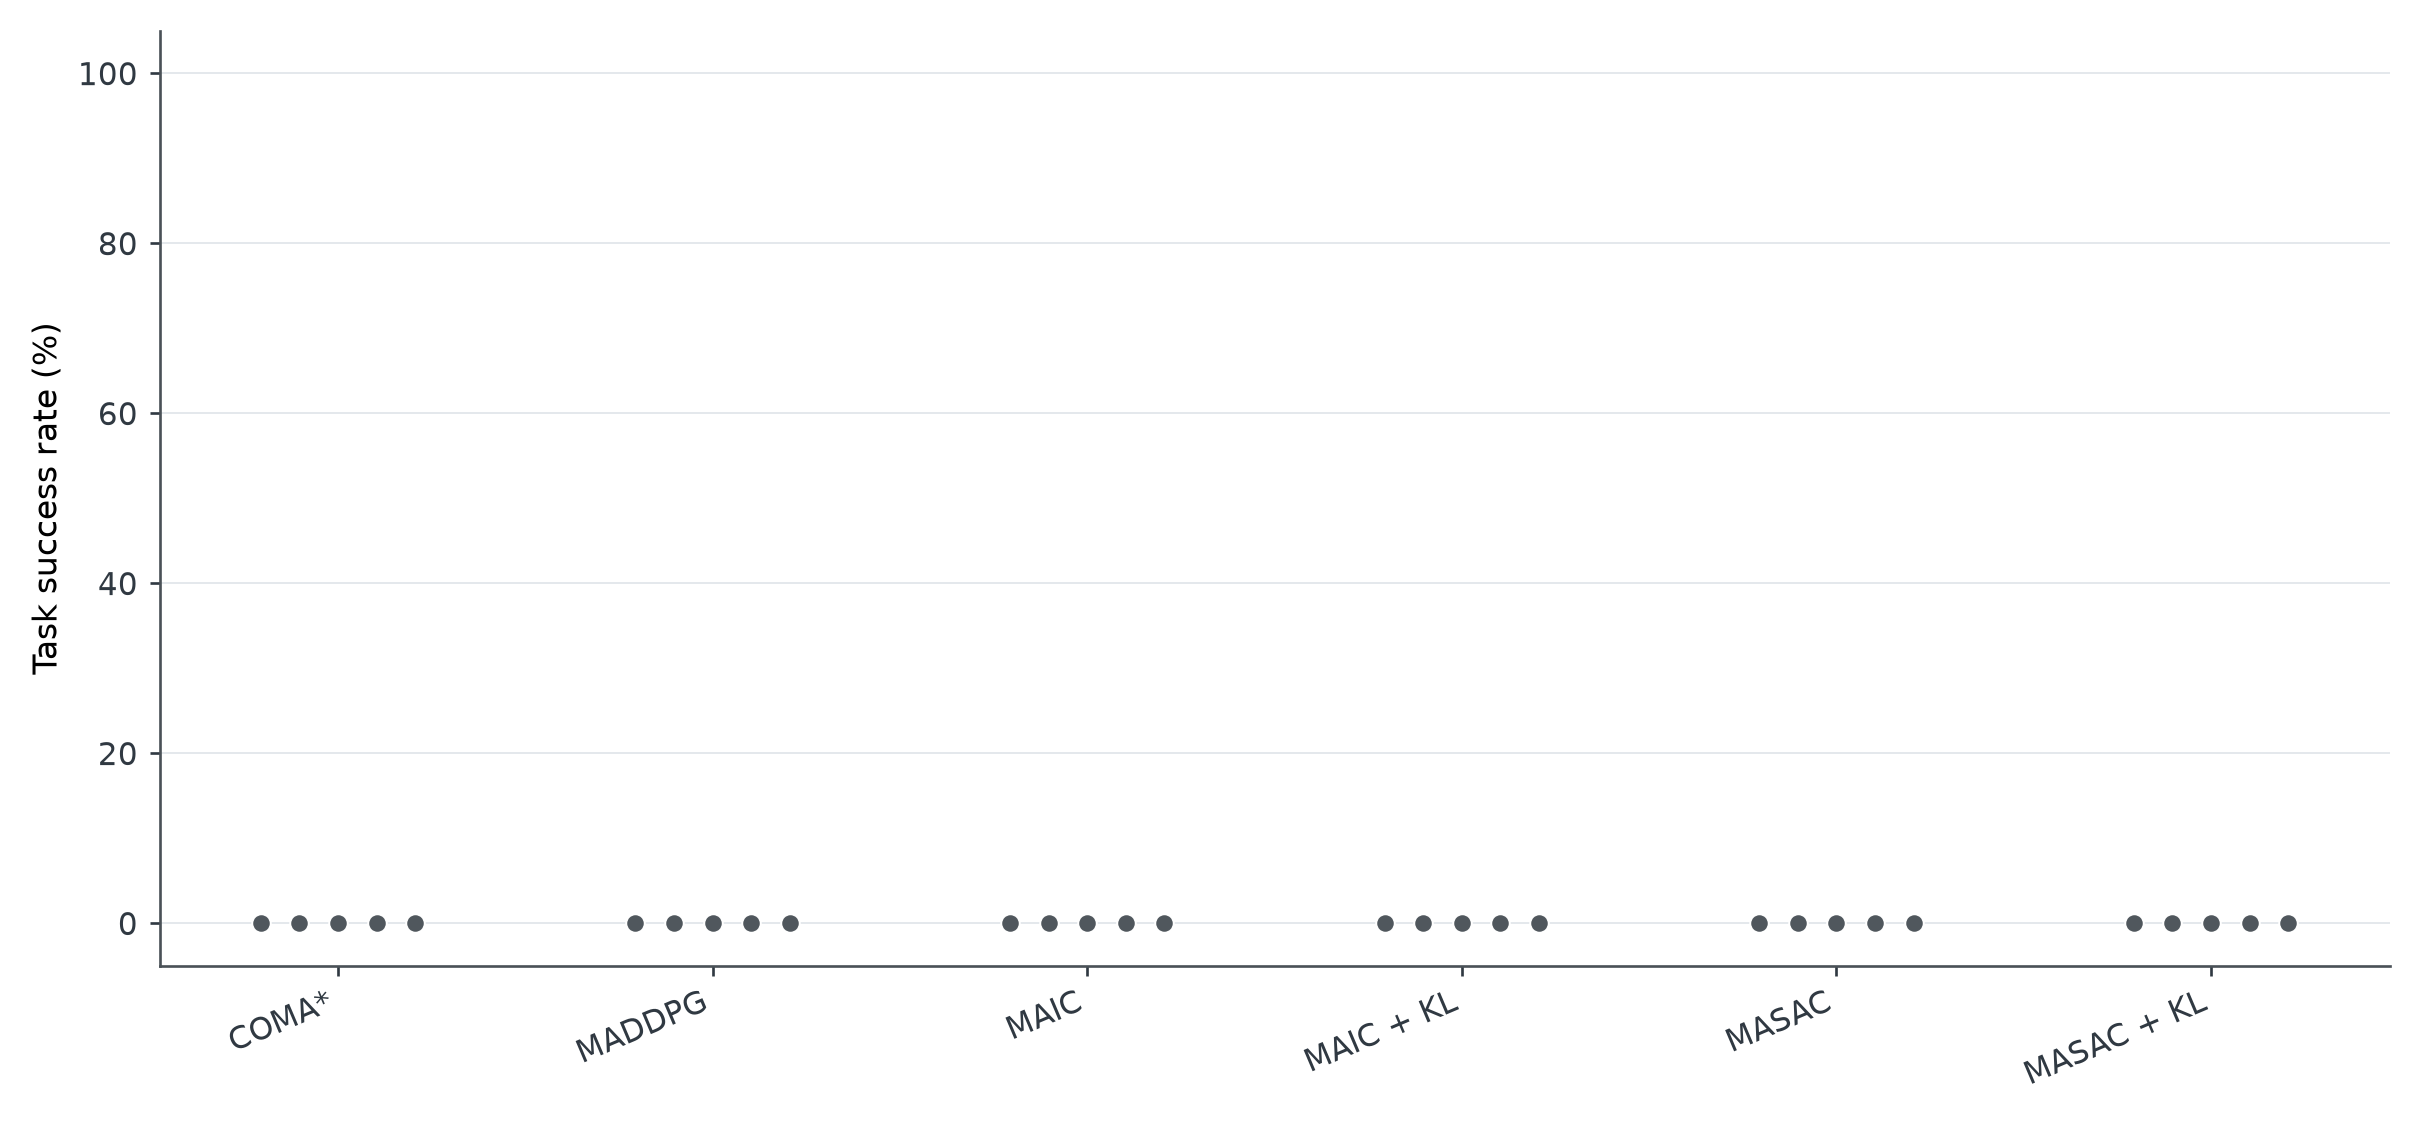 Task success rate (%)
100
80
60
40
20
0
COMA*
MADDPG
MAIC
MAIC + KL
MASAC
MASAC + KL